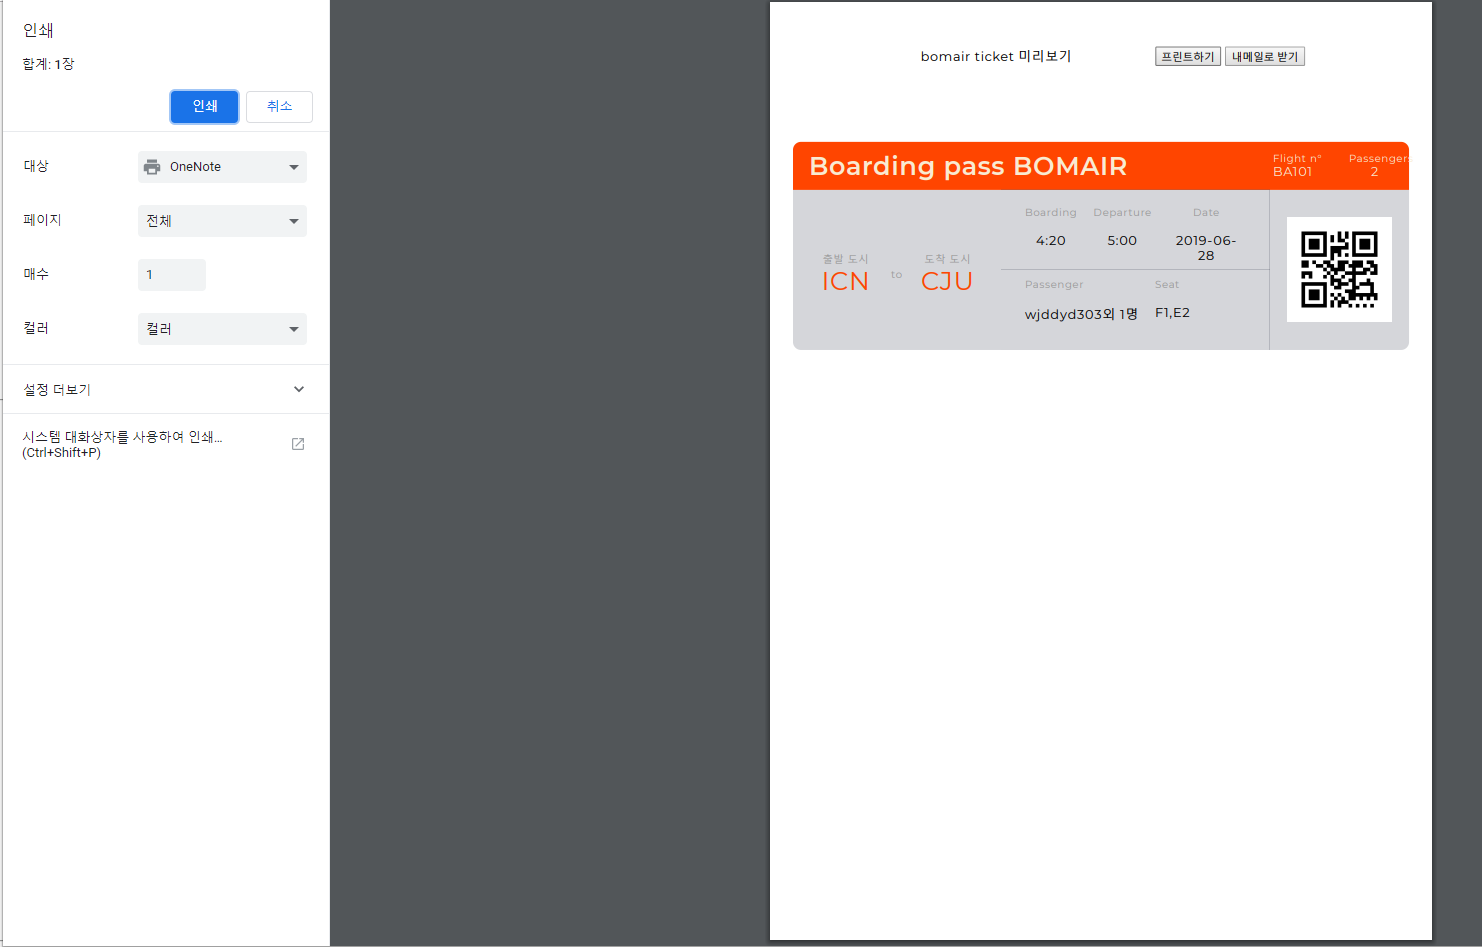 인쇄
합계: 1장
인쇄 취소
대상 OneNote
페이지 전체
매수 1
컬러 컬러
설정 더보기
시스템 대화상자를 사용하여 인쇄...
(Ctrl+Shift+P)
bomair ticket 미리보기 프린트하기 내메일로 받기
Boarding pass BOMAIR
Flight n° Passengers
BA101 2
출발 도시
ICN
to
도착 도시
CJU
Boarding Departure Date
4:20 5:00 2019-06-
28
Passenger Seat
wjddyd303외 1명 F1,E2